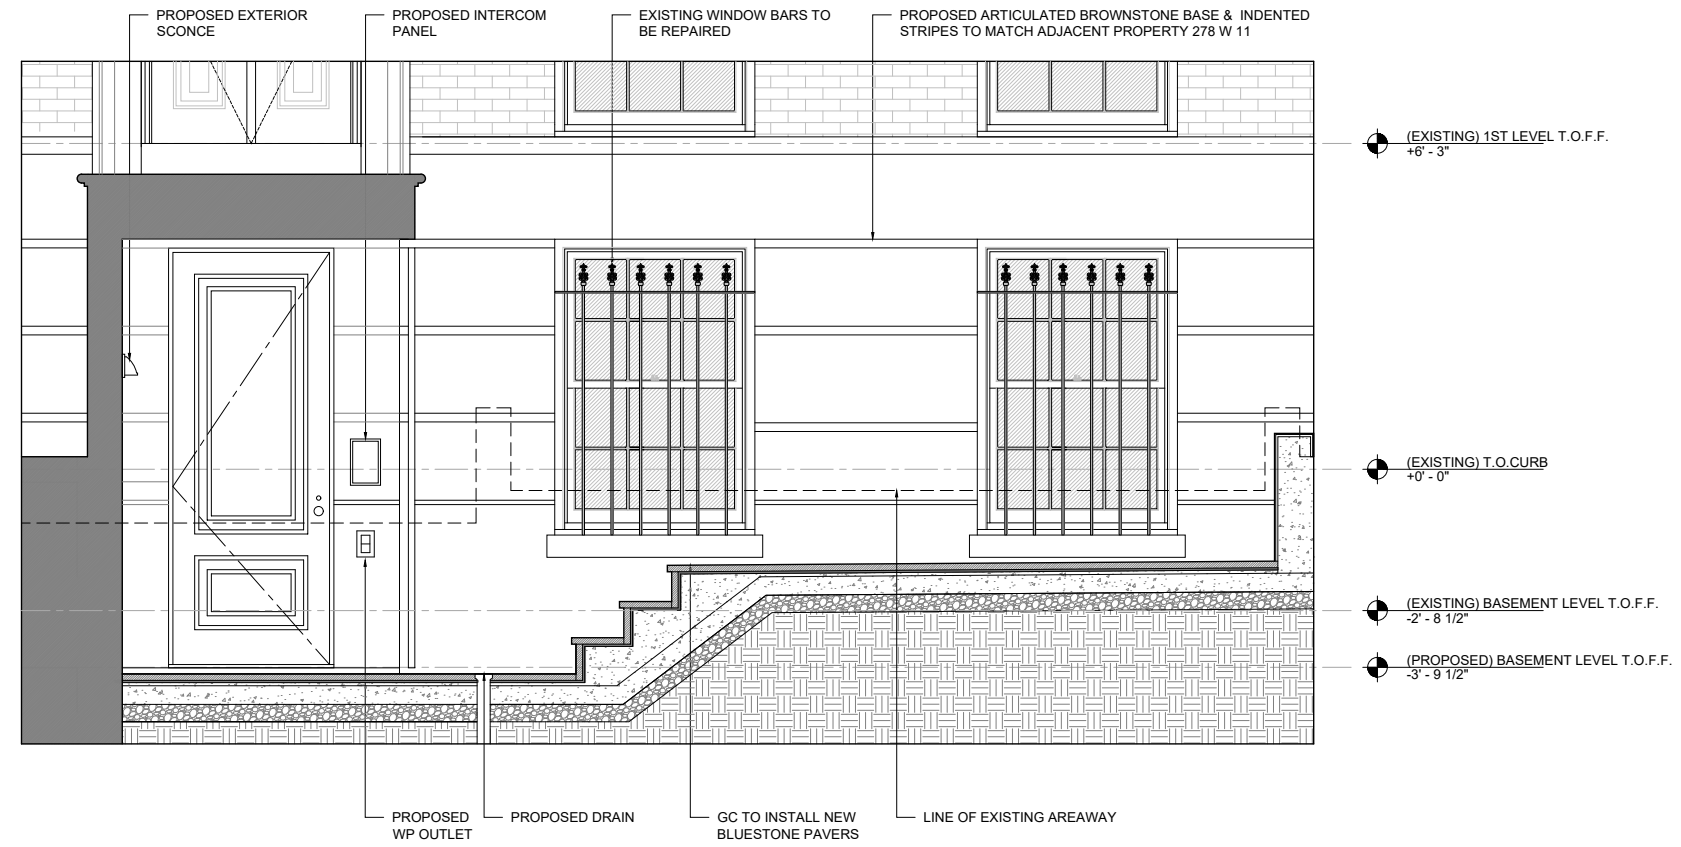 PROPOSED EXTERIOR
SCONCE
PROPOSED INTERCOM
PANEL
EXISTING WINDOW BARS TO
BE REPAIRED
PROPOSED ARTICULATED BROWNSTONE BASE & INDENTED
STRIPES TO MATCH ADJACENT PROPERTY 278 W 11
(EXISTING) 1ST LEVEL T.O.F.F.
+6' - 3"
(EXISTING) T.O.CURB
+0' - 0"
(EXISTING) BASEMENT LEVEL T.O.F.F.
-2' - 8 1/2"
(PROPOSED) BASEMENT LEVEL T.O.F.F.
-3' - 9 1/2"
PROPOSED
WP OUTLET
PROPOSED DRAIN
GC TO INSTALL NEW
BLUESTONE PAVERS
LINE OF EXISTING AREAWAY